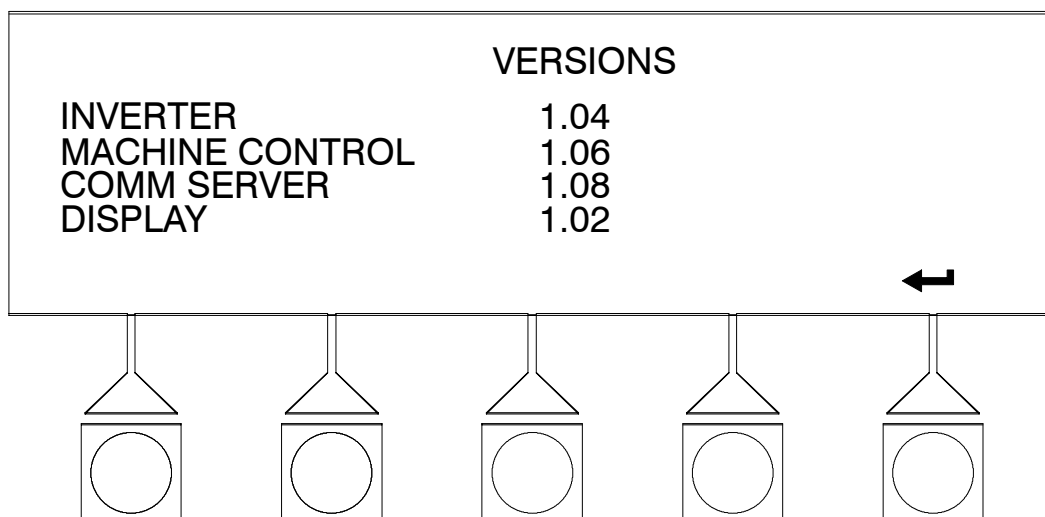 VERSIONS
INVERTER 1.04
MACHINE CONTROL 1.06
COMM SERVER 1.08
DISPLAY 1.02